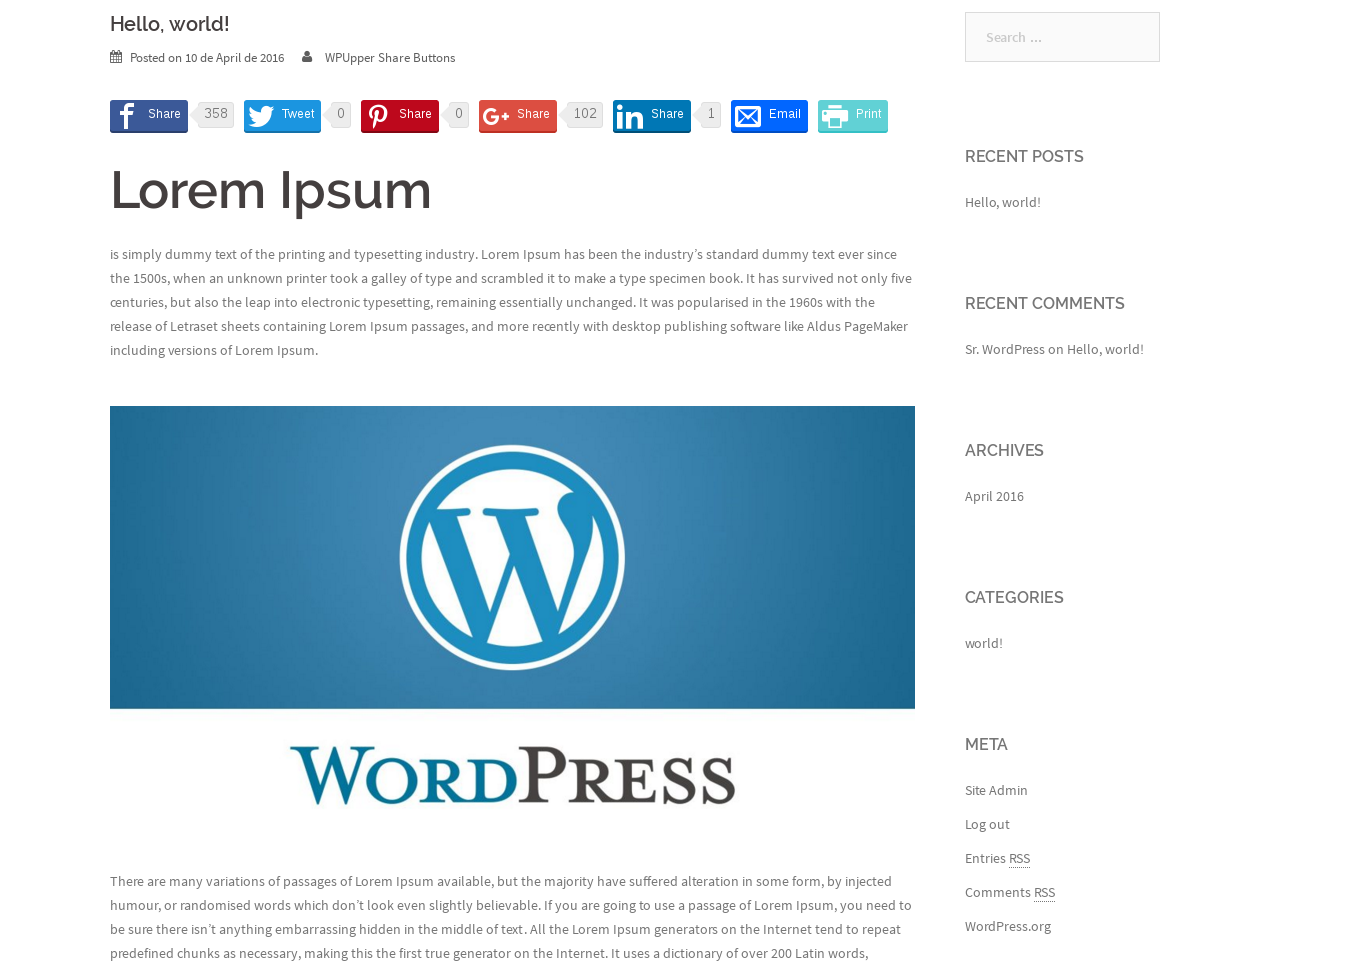 Hello, world!
Posted on 10 de April de 2016 WPUpper Share Buttons
Share 358 Tweet 0 Share 0 Share 102 Share 1 Email Print
Lorem Ipsum
is simply dummy text of the printing and typesetting industry. Lorem Ipsum has been the industry’s standard dummy text ever since
the 1500s, when an unknown printer took a galley of type and scrambled it to make a type specimen book. It has survived not only five
centuries, but also the leap into electronic typesetting, remaining essentially unchanged. It was popularised in the 1960s with the
release of Letraset sheets containing Lorem Ipsum passages, and more recently with desktop publishing software like Aldus PageMaker
including versions of Lorem Ipsum.
WORDPRESS
There are many variations of passages of Lorem Ipsum available, but the majority have suffered alteration in some form, by injected
humour, or randomised words which don’t look even slightly believable. If you are going to use a passage of Lorem Ipsum, you need to
be sure there isn’t anything embarrassing hidden in the middle of text. All the Lorem Ipsum generators on the Internet tend to repeat
predefined chunks as necessary, making this the first true generator on the Internet. It uses a dictionary of over 200 Latin words,
Search …
RECENT POSTS
Hello, world!
RECENT COMMENTS
Sr. WordPress on Hello, world!
ARCHIVES
April 2016
CATEGORIES
world!
META
Site Admin
Log out
Entries RSS
Comments RSS
WordPress.org